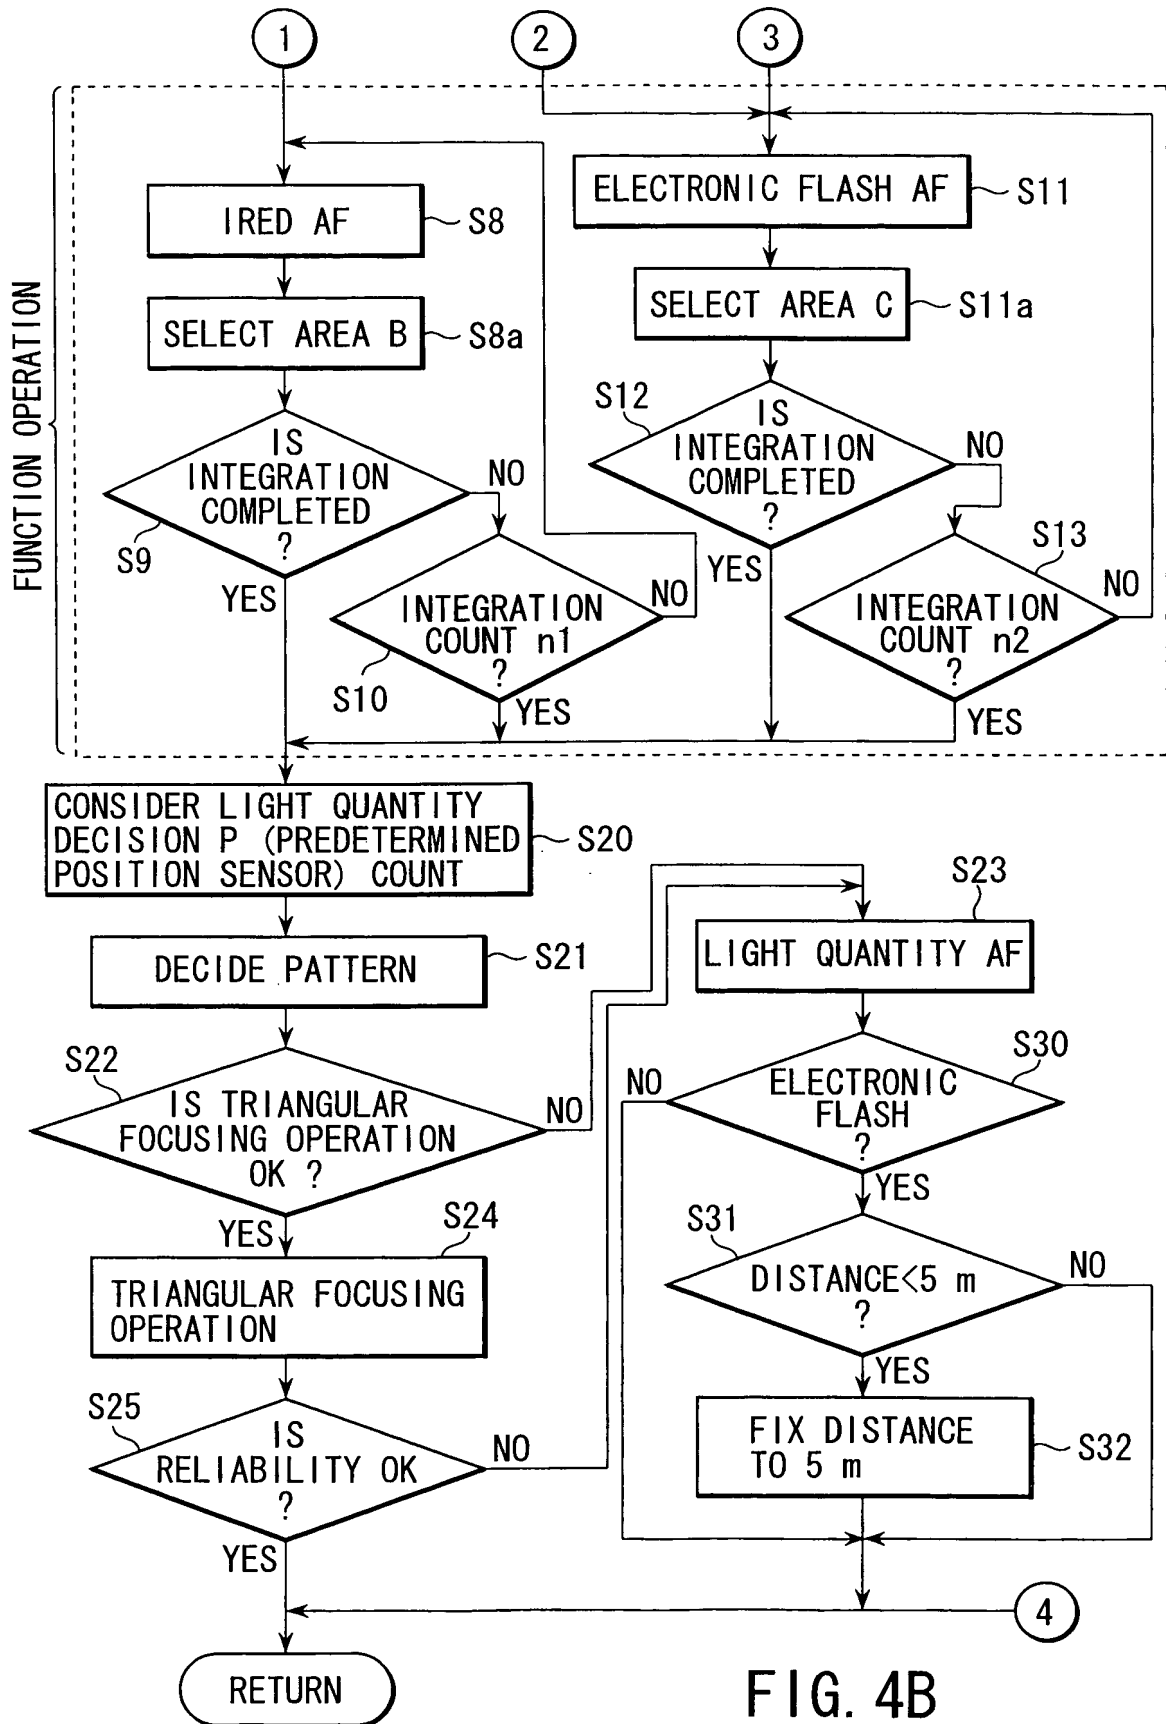 1
2
3
FUNCTION OPERATION
IRED AF
S8
SELECT AREA B
S8a
IS
INTEGRATION
COMPLETED
?
S9
NO
YES
INTEGRATION
COUNT n1
?
S10
NO
YES
ELECTRONIC FLASH AF
S11
SELECT AREA C
S11a
S12
IS
INTEGRATION
COMPLETED
?
NO
YES
S13
INTEGRATION
COUNT n2
?
NO
YES
CONSIDER LIGHT QUANTITY
DECISION P (PREDETERMINED
POSITION SENSOR) COUNT
S20
DECIDE PATTERN
S21
S22
IS TRIANGULAR
FOCUSING OPERATION
OK ?
NO
YES
S24
TRIANGULAR FOCUSING
OPERATION
S25
IS
RELIABILITY OK
?
NO
YES
S23
LIGHT QUANTITY AF
S30
ELECTRONIC
FLASH
?
NO
YES
S31
DISTANCE<5 m
?
NO
YES
FIX DISTANCE
TO 5 m
S32
4
RETURN
FIG. 4B